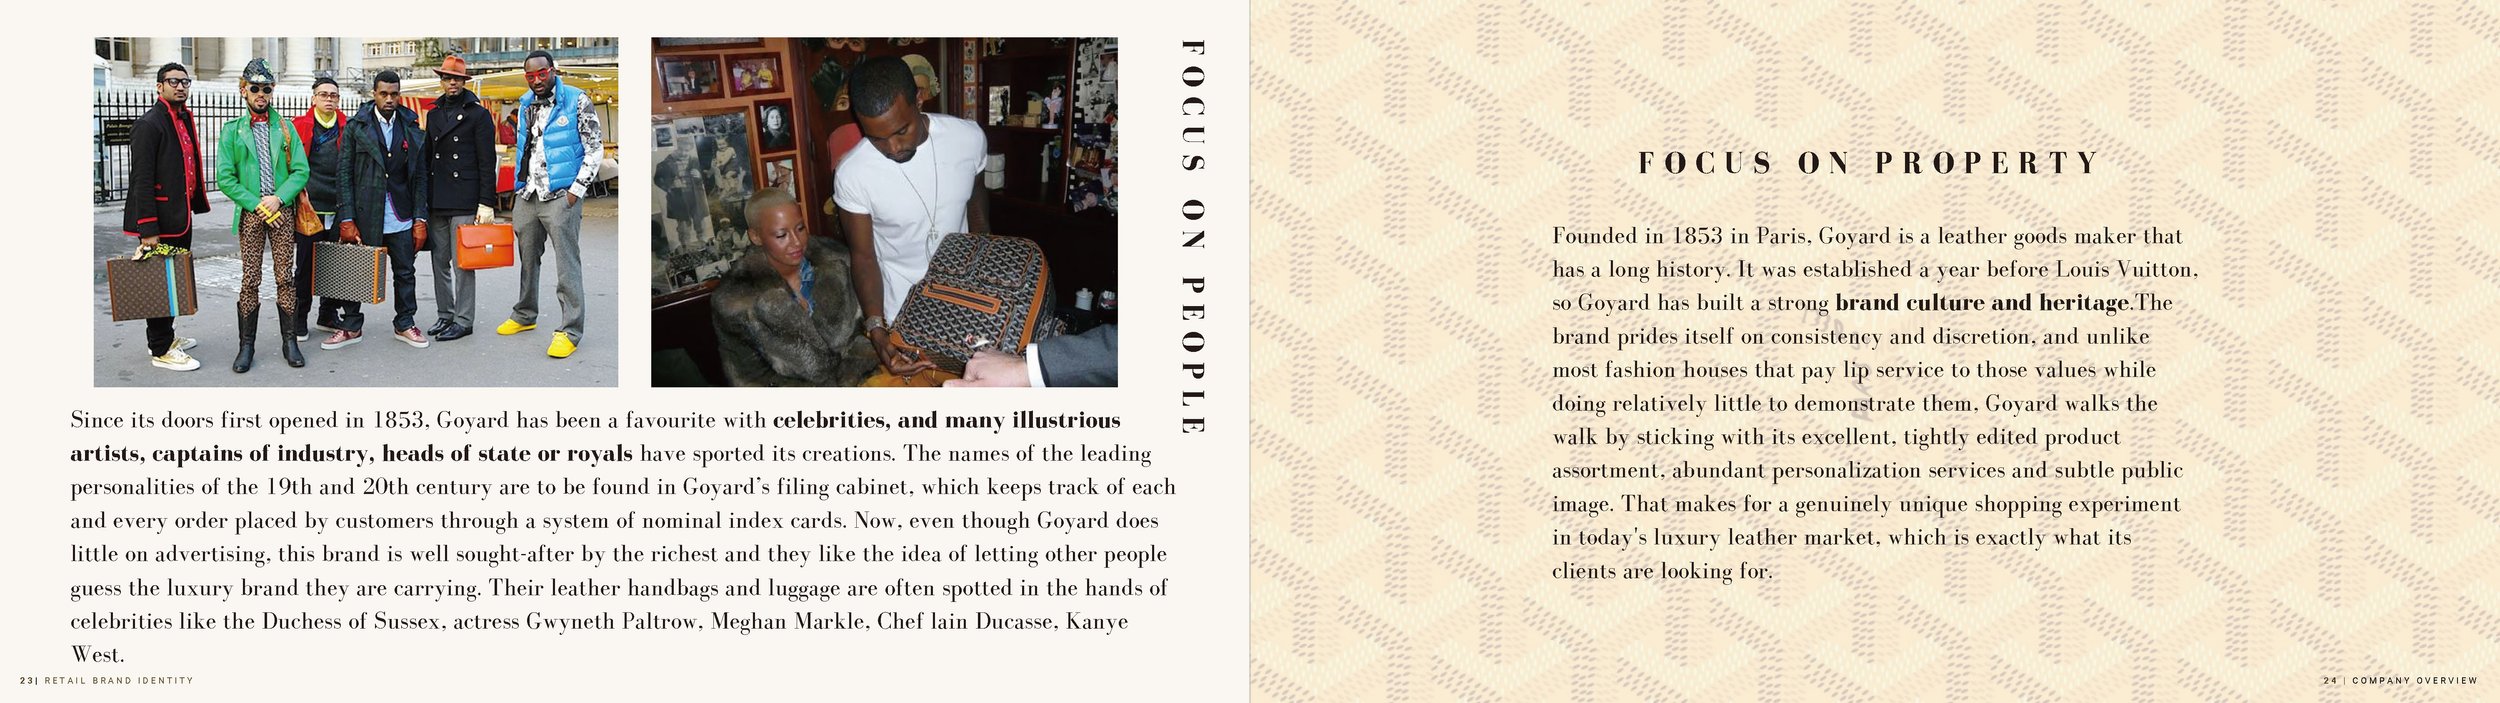 FOCUS ON PEOPLE
Since its doors first opened in 1853, Goyard has been a favourite with celebrities, and many illustrious
artists, captains of industry, heads of state or royals have sported its creations. The names of the leading
personalities of the 19th and 20th century are to be found in Goyard's filing cabinet, which keeps track of each
and every order placed by customers through a system of nominal index cards. Now, even though Goyard does
little on advertising, this brand is well sought-after by the richest and they like the idea of letting other people
guess the luxury brand they are carrying. Their leather handbags and luggage are often spotted in the hands of
celebrities like the Duchess of Sussex, actress Gwyneth Paltrow, Meghan Markle, Chef lain Ducasse, Kanye
West.
23| RETAIL BRAND IDENTITY
FOCUS ON PROPERTY
Founded in 1853 in Paris, Goyard is a leather goods maker that
has a long history. It was established a year before Louis Vuitton,
so Goyard has built a strong brand culture and heritage.The
brand prides itself on consistency and discretion, and unlike
most fashion houses that pay lip service to those values while
doing relatively little to demonstrate them, Goyard walks the
walk by sticking with its excellent, tightly edited product
assortment, abundant personalization services and subtle public
image. That makes for a genuinely unique shopping experiment
in today's luxury leather market, which is exactly what its
clients are looking for.
24 | COMPANY OVERVIEW